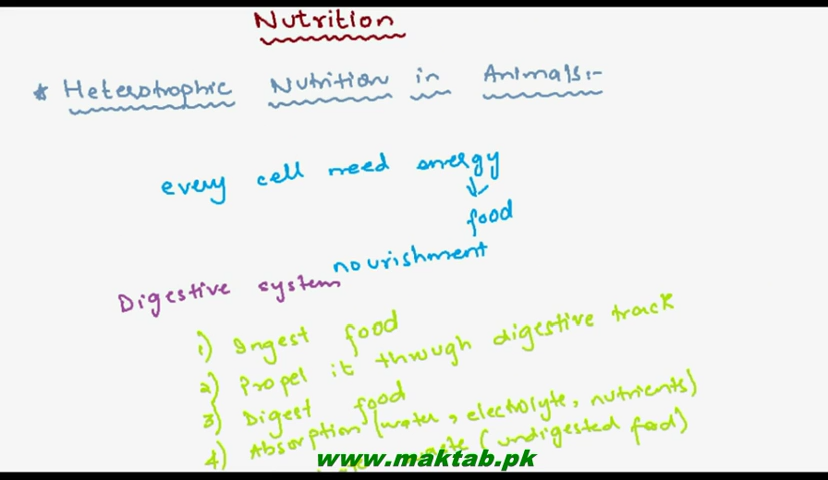 Nutrition
* Heterotrophic Nutrition in Animals:-
every cell need energy
food
nourishment
Digestive system
1) Ingest food
2) Propel it through digestive track
3) Digest food
4) Absorption (water, electrolyte, nutrients)
waste (undigested food)
www.maktab.pk